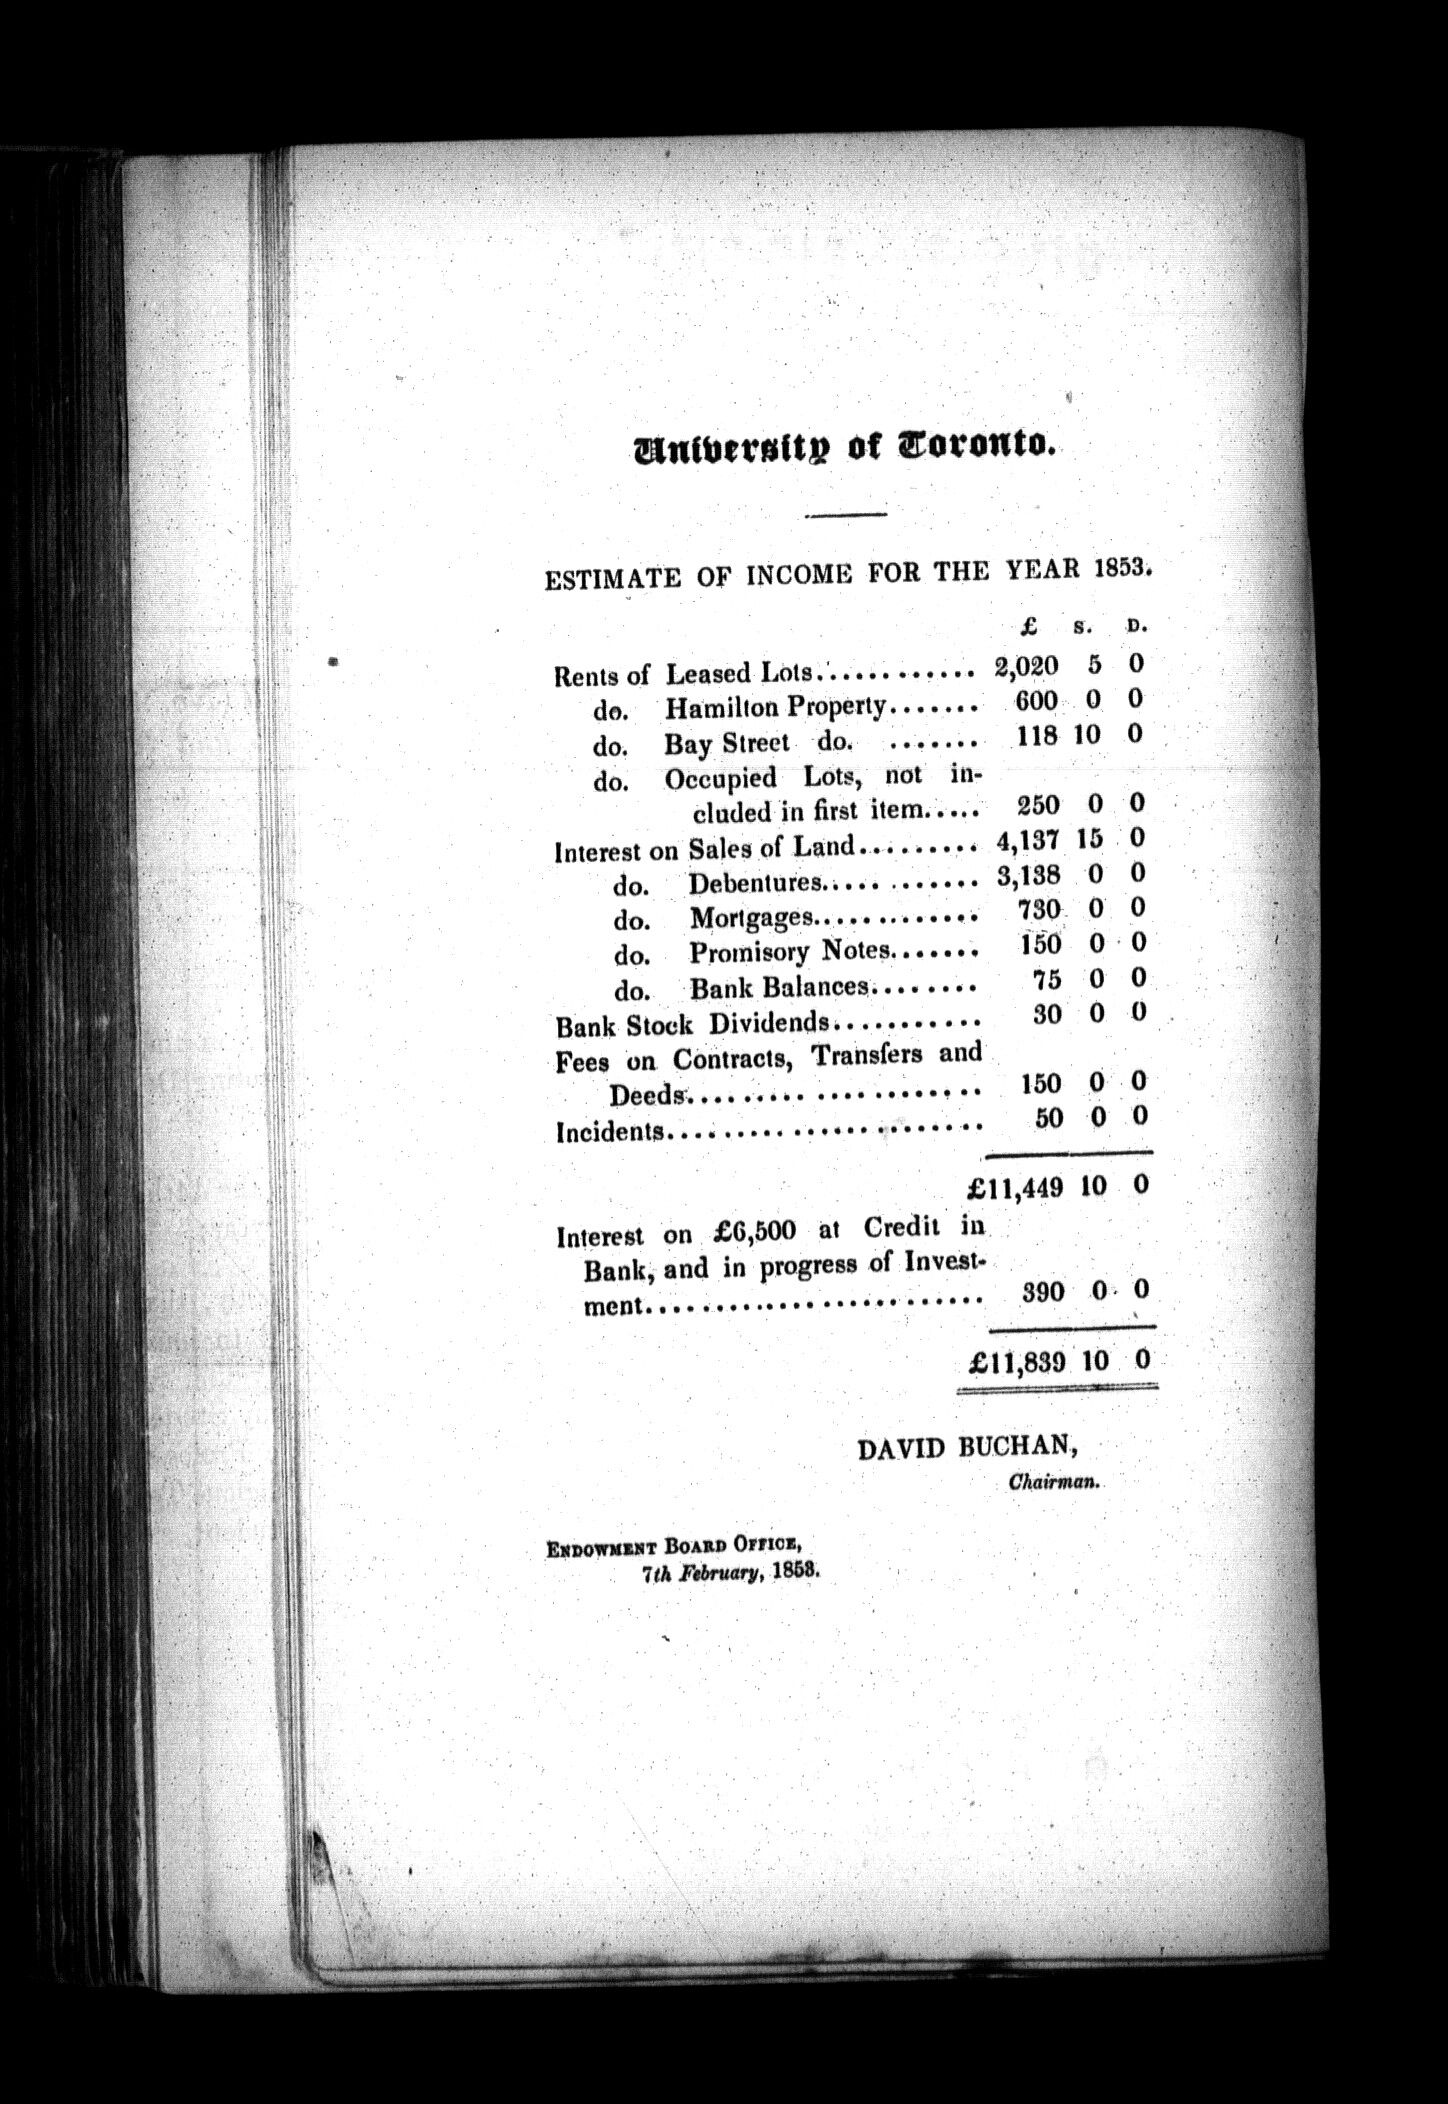 University of Toronto.
ESTIMATE OF INCOME FOR THE YEAR 1853.
£ S. D.
Rents of Leased Lots............ 2,020 5 0
do. Hamilton Property....... 600 0 0
do. Bay Street do. ....... 118 10 0
do. Occupied Lots, not in-
cluded in first item..... 250 0 0
Interest on Sales of Land......... 4,137 15 0
do. Debentures............ 3,138 0 0
do. Mortgages............. 730 0 0
do. Promisory Notes....... 150 0 0
do. Bank Balances........ 75 0 0
Bank Stock Dividends........... 30 0 0
Fees on Contracts, Transfers and
Deeds..................... 150 0 0
Incidents....................... 50 0 0
£11,449 10 0
Interest on £6,500 at Credit in
Bank, and in progress of Invest-
ment........................ 390 0 0
£11,839 10 0
DAVID BUCHAN,
Chairman.
ENDOWMENT BOARD OFFICE,
7th February, 1853.